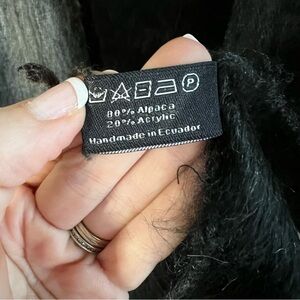 P
80% Alpaca
20% Acrylic
Handmade in Ecuador